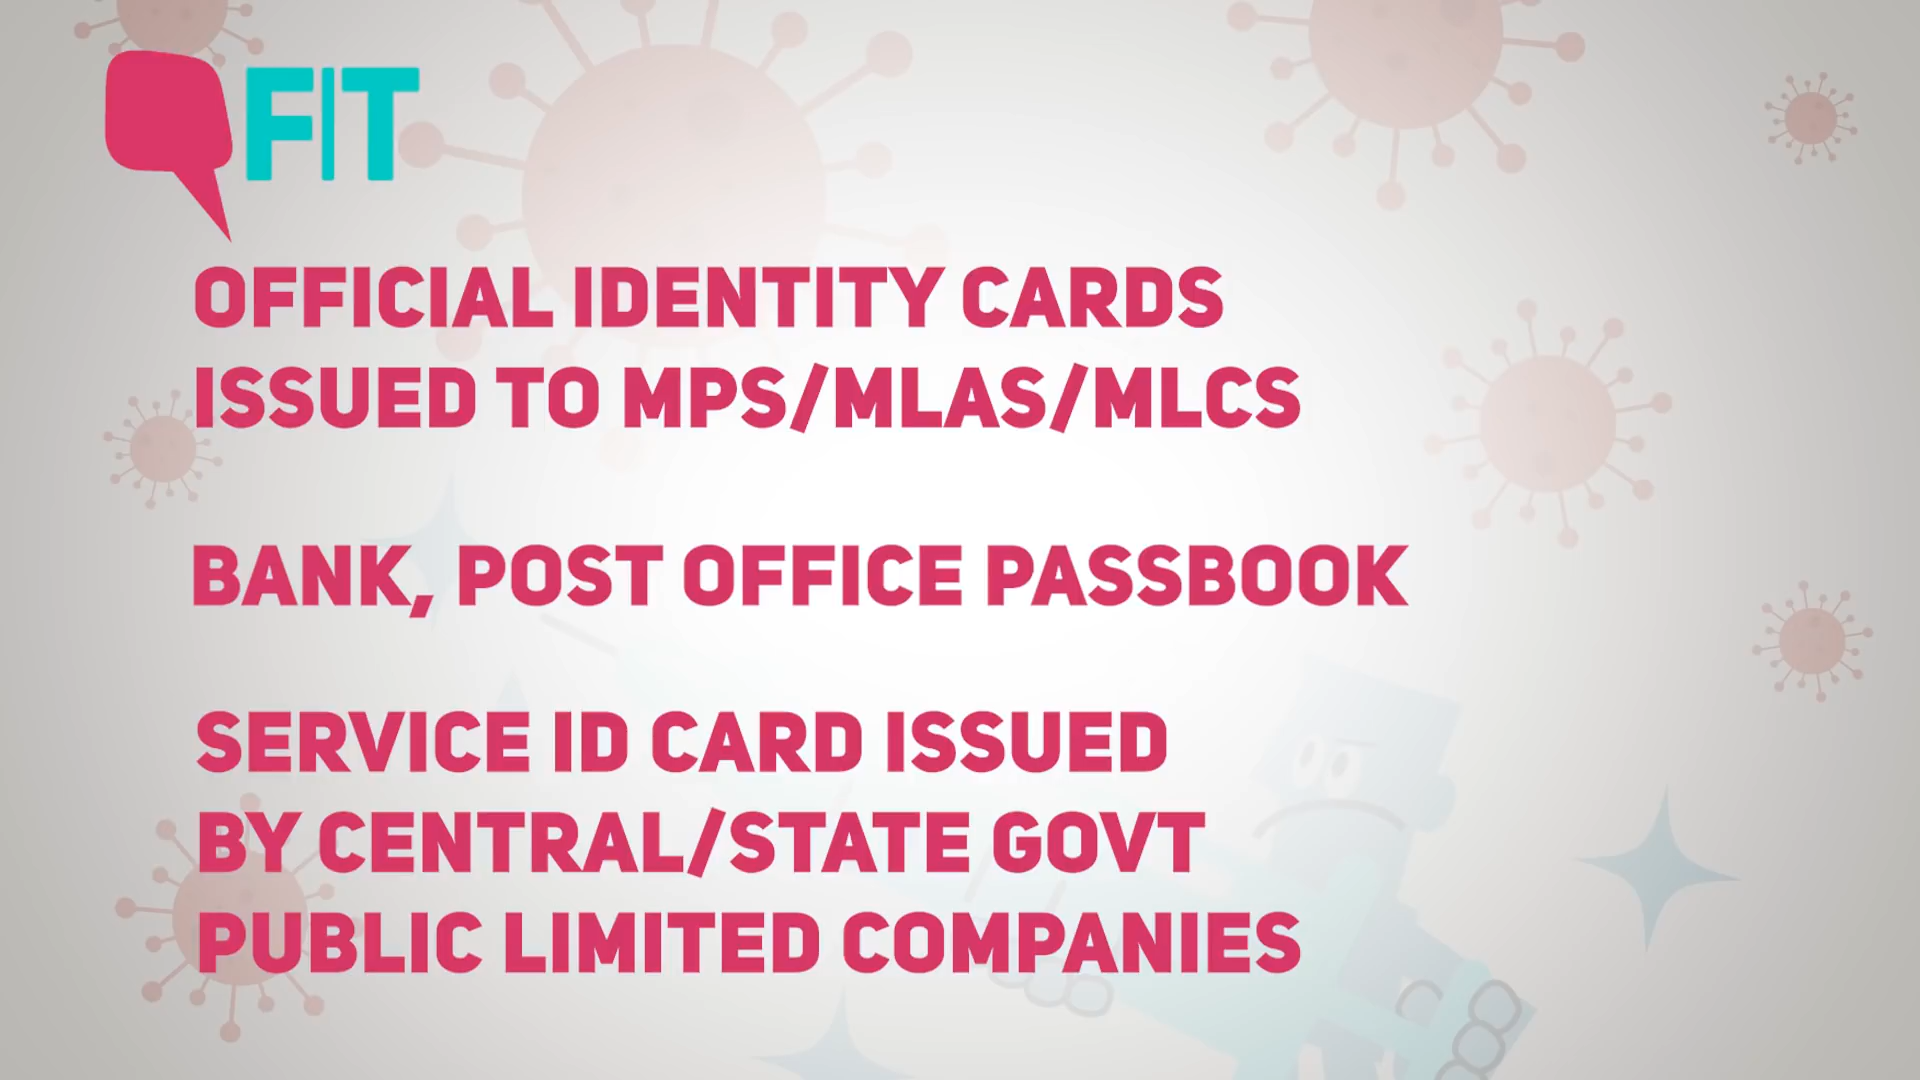 FIT
OFFICIAL IDENTITY CARDS
ISSUED TO MPS/MLAS/MLCS
BANK, POST OFFICE PASSBOOK
SERVICE ID CARD ISSUED
BY CENTRAL/STATE GOVT
PUBLIC LIMITED COMPANIES